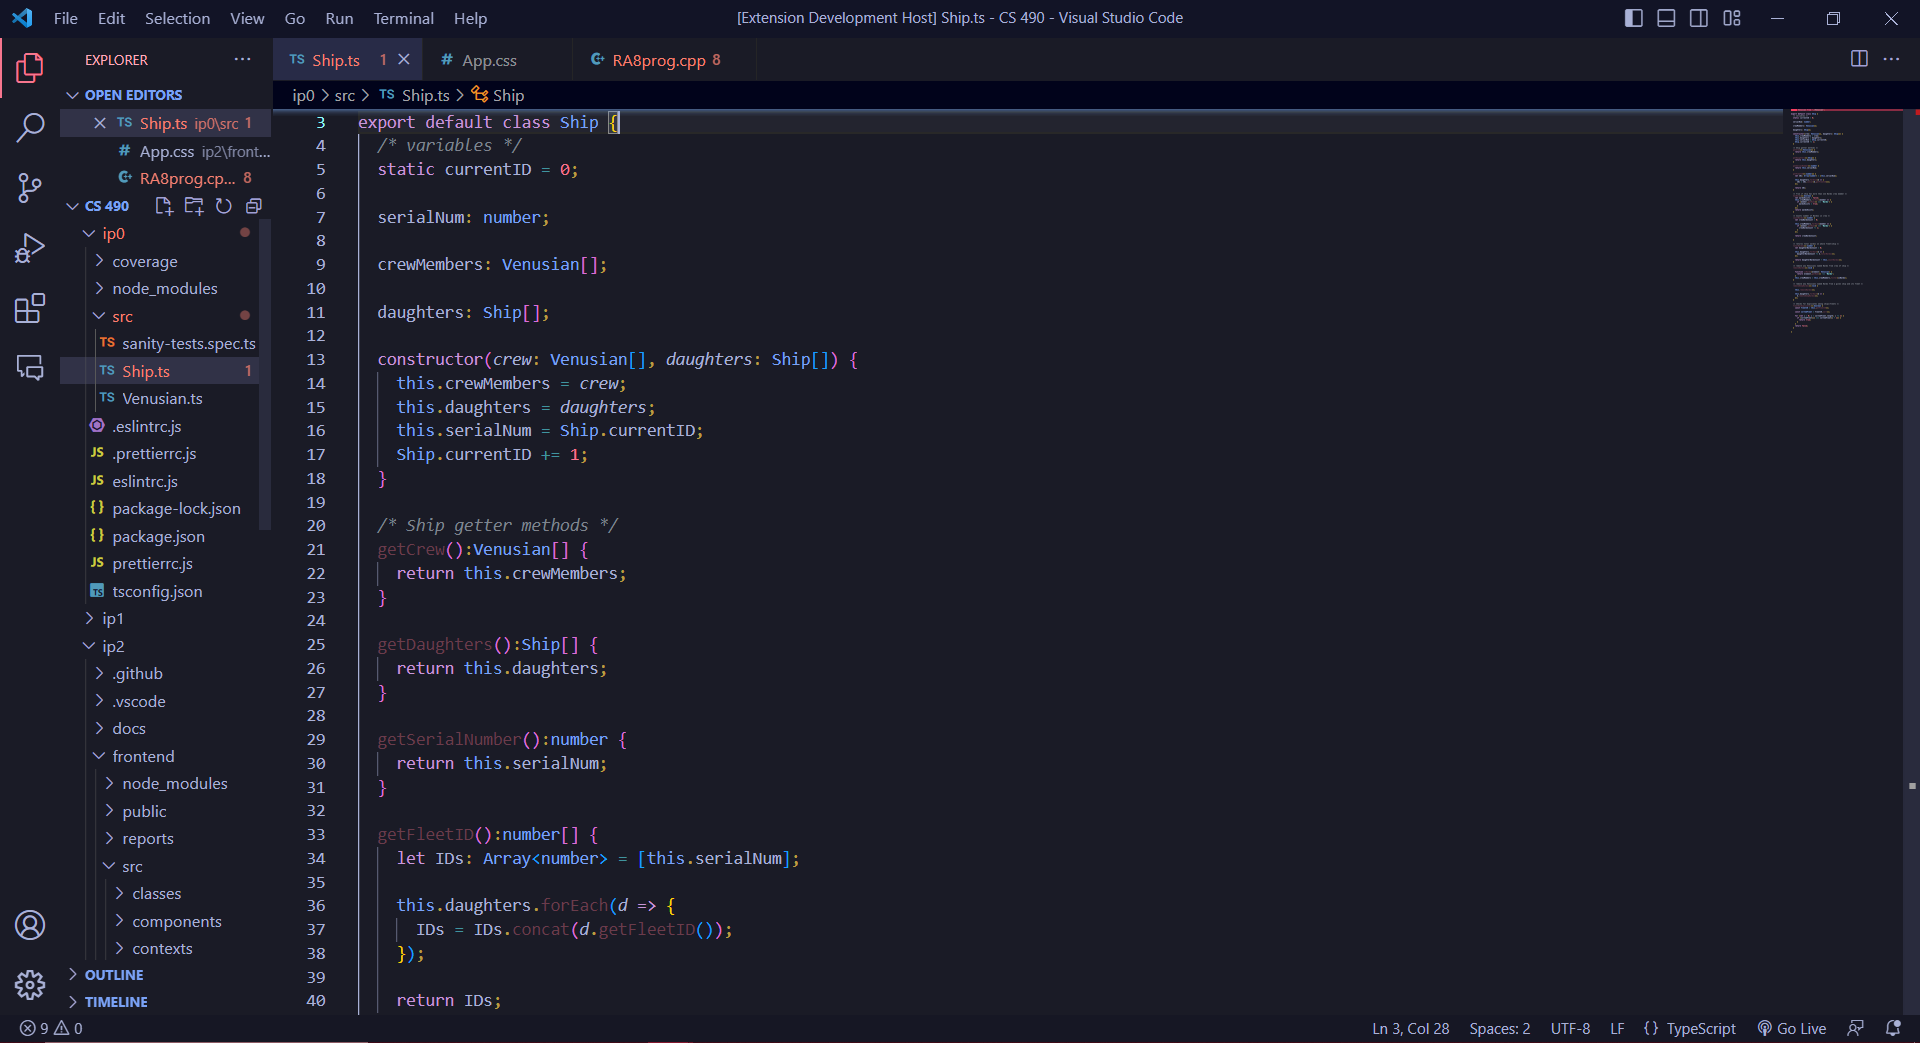 File Edit Selection View Go Run Terminal Help
[Extension Development Host] Ship.ts - CS 490 - Visual Studio Code
EXPLORER
TS Ship.ts 1
# App.css
RA8prog.cpp 8
OPEN EDITORS
TS Ship.ts ip0\src 1
# App.css ip2\front...
RA8prog.cp... 8
CS 490
ip0
coverage
node_modules
src
TS sanity-tests.spec.ts
TS Ship.ts 1
TS Venusian.ts
.eslintrc.js
JS .prettierrc.js
JS eslintrc.js
{} package-lock.json
{} package.json
JS prettierrc.js
TS tsconfig.json
ip1
ip2
.github
.vscode
docs
frontend
node_modules
public
reports
src
classes
components
contexts
OUTLINE
TIMELINE
ip0 > src > TS Ship.ts > Ship
3 export default class Ship {
4 /* variables */
5 static currentID = 0;
6
7 serialNum: number;
8
9 crewMembers: Venusian[];
10
11 daughters: Ship[];
12
13 constructor(crew: Venusian[], daughters: Ship[]) {
14 this.crewMembers = crew;
15 this.daughters = daughters;
16 this.serialNum = Ship.currentID;
17 Ship.currentID += 1;
18 }
19
20 /* Ship getter methods */
21 getCrew():Venusian[] {
22 return this.crewMembers;
23 }
24
25 getDaughters():Ship[] {
26 return this.daughters;
27 }
28
29 getSerialNumber():number {
30 return this.serialNum;
31 }
32
33 getFleetID():number[] {
34 let IDs: Array<number> = [this.serialNum];
35
36 this.daughters.forEach(d => {
37 IDs = IDs.concat(d.getFleetID());
38 });
39
40 return IDs;
9 0
Ln 3, Col 28 Spaces: 2 UTF-8 LF {} TypeScript Go Live